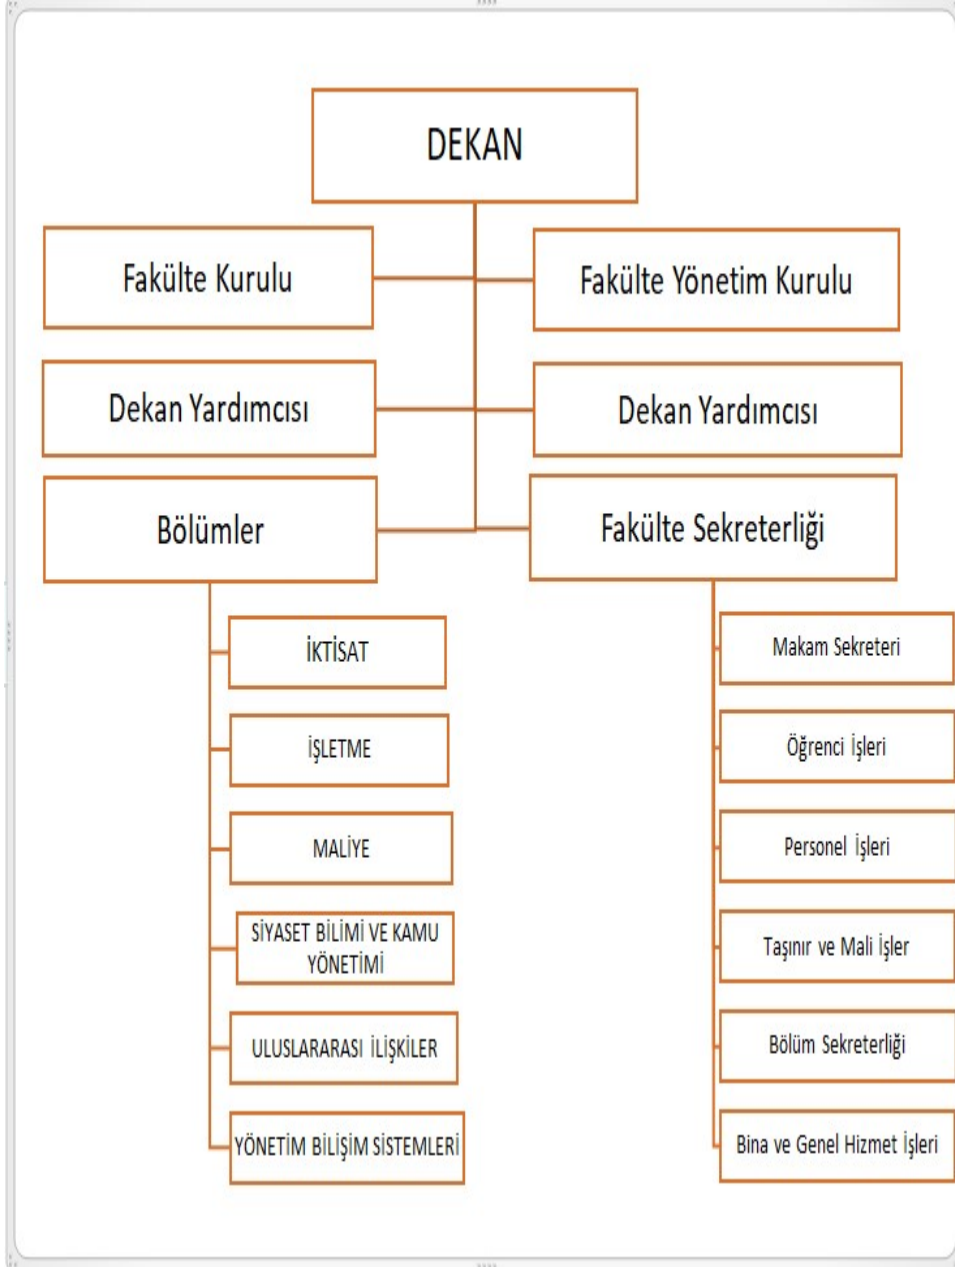 DEKAN
Fakülte Kurulu
Fakülte Yönetim Kurulu
Dekan Yardımcısı
Dekan Yardımcısı
Bölümler
Fakülte Sekreterliği
İKTİSAT
İŞLETME
MALİYE
SİYASET BİLİMİ VE KAMU
YÖNETİMİ
ULUSLARARASI İLİŞKİLER
YÖNETİM BİLİŞİM SİSTEMLERİ
Makam Sekreteri
Öğrenci İşleri
Personel İşleri
Taşınır ve Mali İşler
Bölüm Sekreterliği
Bina ve Genel Hizmet İşleri